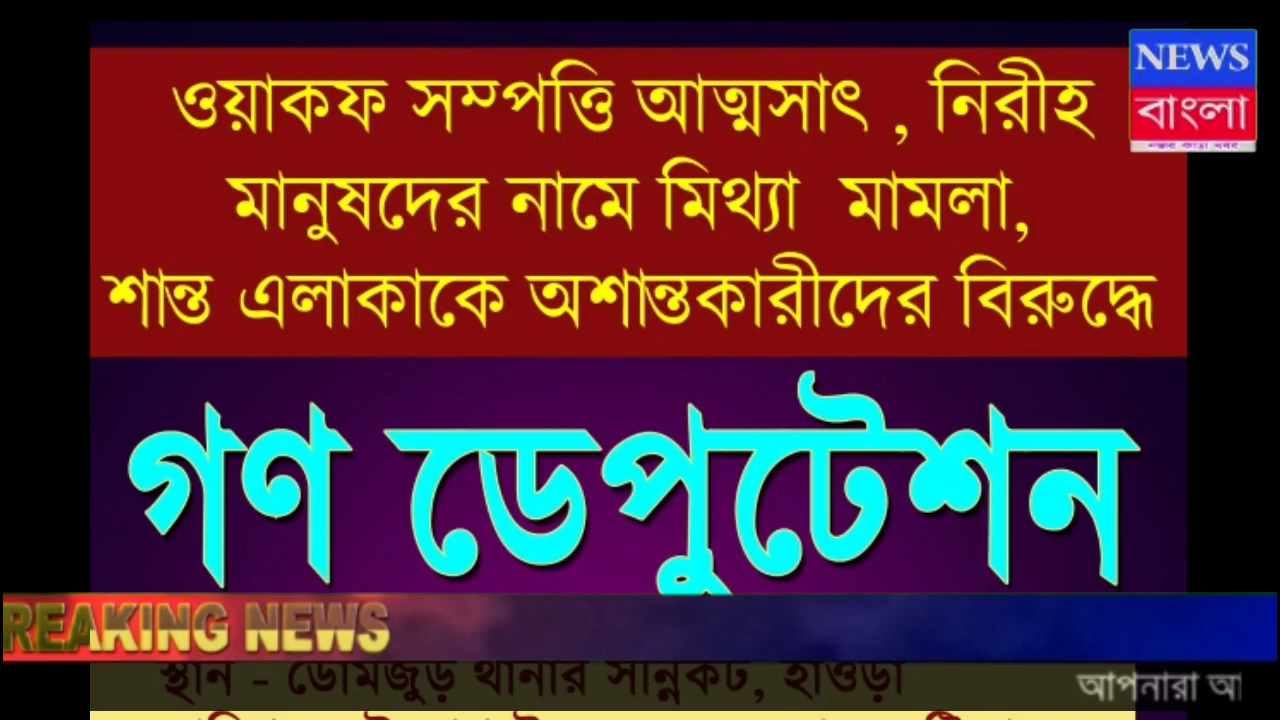 NEWS
বাংলা
ওয়াকফ সম্পত্তি আত্মসাৎ , নিরীহ
মানুষদের নামে মিথ্যা মামলা,
শান্ত এলাকাকে অশান্তকারীদের বিরুদ্ধে
গণ ডেপুটেশন
REAKING NEWS
স্থান - ডোমজুড় থানার সন্নিকট, হাওড়া
আপনারা আ